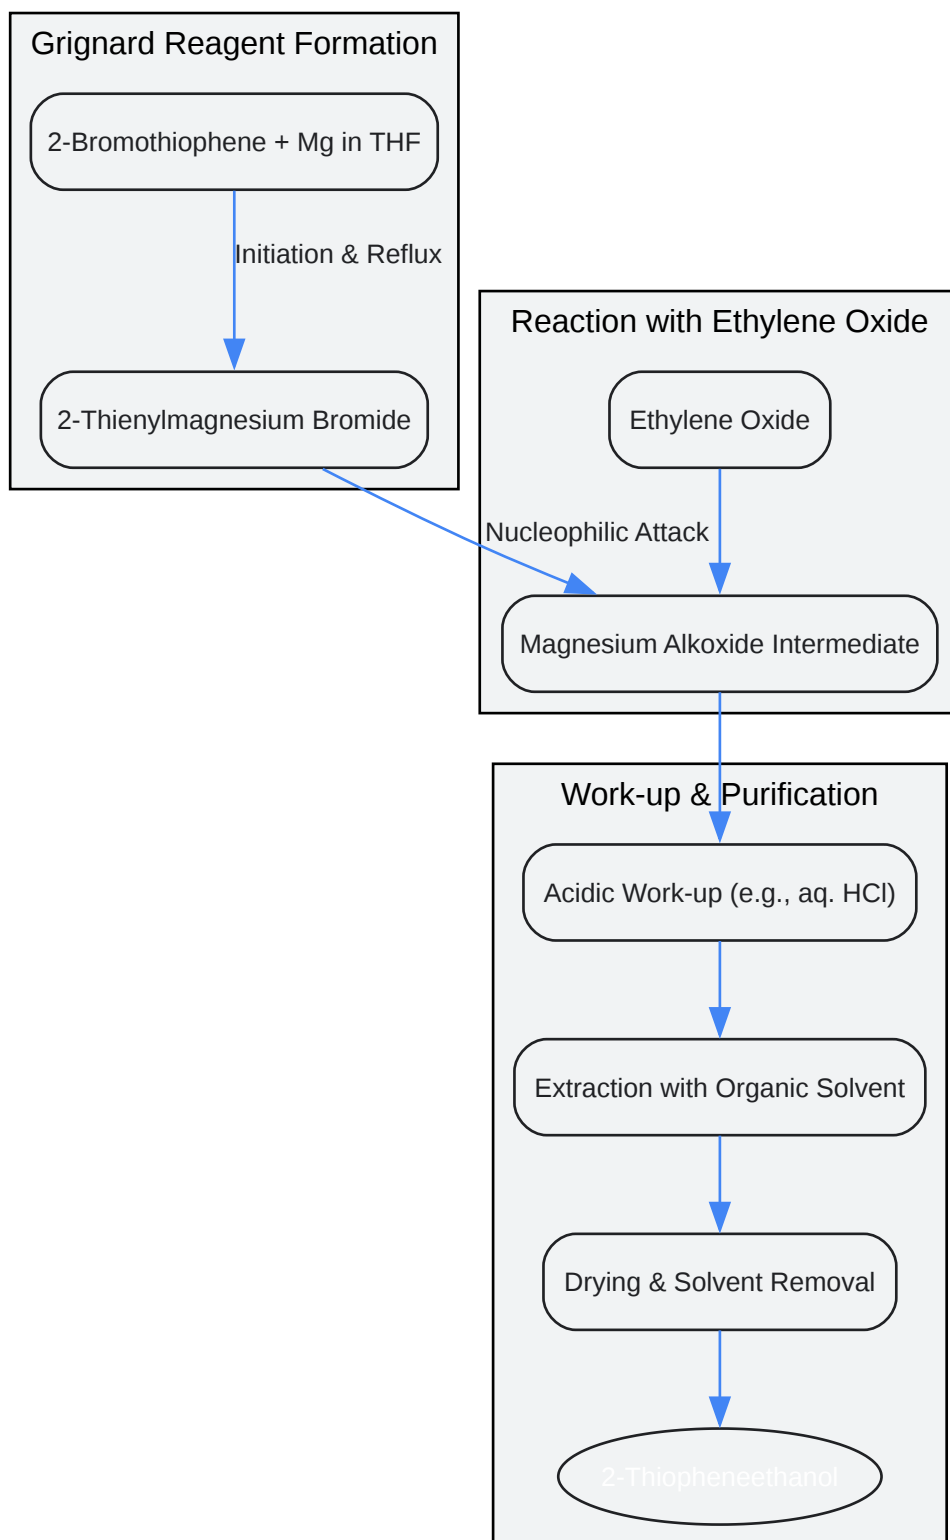 Grignard Reagent Formation
2-Bromothiophene + Mg in THF
Initiation & Reflux
2-Thienylmagnesium Bromide
Reaction with Ethylene Oxide
Ethylene Oxide
Nucleophilic Attack
Magnesium Alkoxide Intermediate
Work-up & Purification
Acidic Work-up (e.g., aq. HCl)
Extraction with Organic Solvent
Drying & Solvent Removal
2-Thiopheneethanol